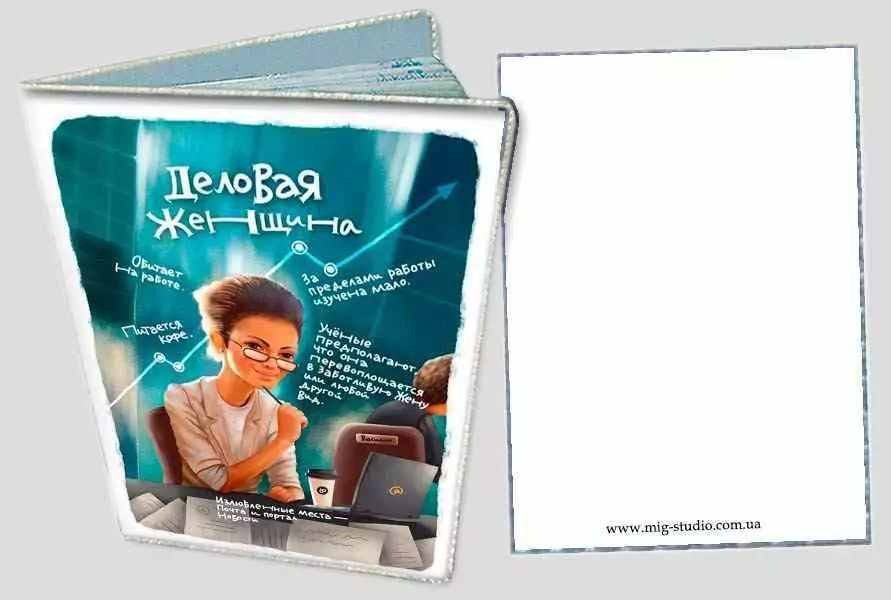 Деловая
женщина
Обитает
на работе.
За
пределами работы
изучена мало.
Питается
кофе.
Учёные
предполагают,
что она
перевоплощается
в заботливую жену
или любой
другой
вид.
Излюбленные места —
Почта и портал
Новости
www.mig-studio.com.ua